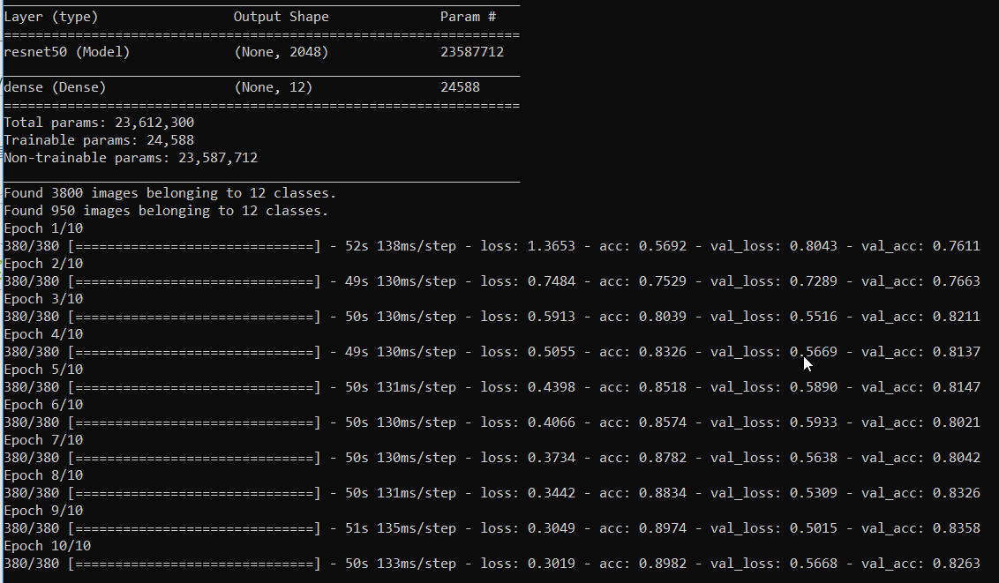 Layer (type)                 Output Shape              Param #
=================================================================
resnet50 (Model)             (None, 2048)              23587712
_________________________________________________________________
dense (Dense)                (None, 12)                24588
=================================================================
Total params: 23,612,300
Trainable params: 24,588
Non-trainable params: 23,587,712
_________________________________________________________________
Found 3800 images belonging to 12 classes.
Found 950 images belonging to 12 classes.
Epoch 1/10
380/380 [==============================] - 52s 138ms/step - loss: 1.3653 - acc: 0.5692 - val_loss: 0.8043 - val_acc: 0.7611
Epoch 2/10
380/380 [==============================] - 49s 130ms/step - loss: 0.7484 - acc: 0.7529 - val_loss: 0.7289 - val_acc: 0.7663
Epoch 3/10
380/380 [==============================] - 50s 130ms/step - loss: 0.5913 - acc: 0.8039 - val_loss: 0.5516 - val_acc: 0.8211
Epoch 4/10
380/380 [==============================] - 49s 130ms/step - loss: 0.5055 - acc: 0.8326 - val_loss: 0.5669 - val_acc: 0.8137
Epoch 5/10
380/380 [==============================] - 50s 131ms/step - loss: 0.4398 - acc: 0.8518 - val_loss: 0.5890 - val_acc: 0.8147
Epoch 6/10
380/380 [==============================] - 50s 130ms/step - loss: 0.4066 - acc: 0.8574 - val_loss: 0.5933 - val_acc: 0.8021
Epoch 7/10
380/380 [==============================] - 50s 130ms/step - loss: 0.3734 - acc: 0.8782 - val_loss: 0.5638 - val_acc: 0.8042
Epoch 8/10
380/380 [==============================] - 50s 131ms/step - loss: 0.3442 - acc: 0.8834 - val_loss: 0.5309 - val_acc: 0.8326
Epoch 9/10
380/380 [==============================] - 51s 135ms/step - loss: 0.3049 - acc: 0.8974 - val_loss: 0.5015 - val_acc: 0.8358
Epoch 10/10
380/380 [==============================] - 50s 133ms/step - loss: 0.3019 - acc: 0.8982 - val_loss: 0.5668 - val_acc: 0.8263